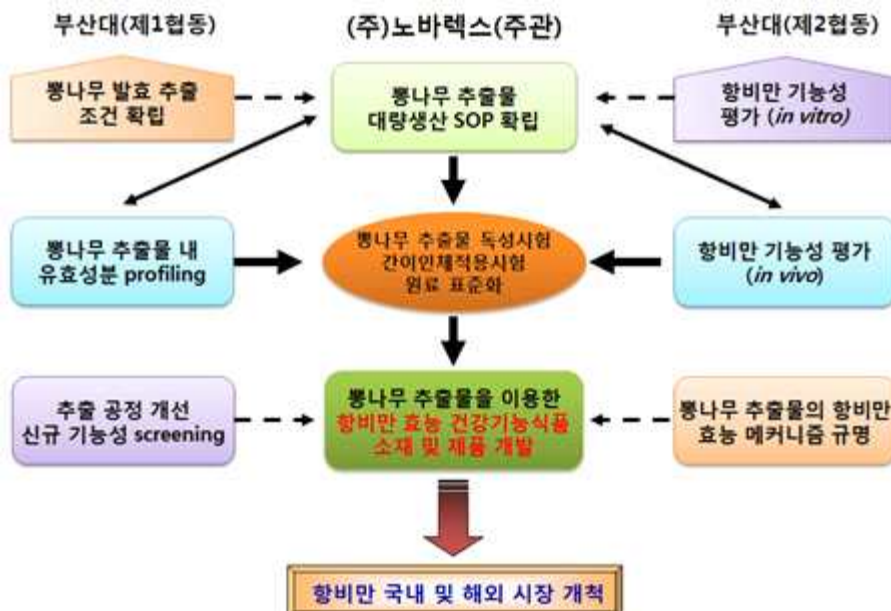 부산대(제1협동)
(주)노바렉스(주관)
부산대(제2협동)
뽕나무 발효 추출
조건 확립
뽕나무 추출물
대량생산 SOP 확립
항비만 기능성
평가 (in vitro)
뽕나무 추출물 내
유효성분 profiling
뽕나무 추출물 독성시험
간이인체적용시험
원료 표준화
항비만 기능성 평가
(in vivo)
추출 공정 개선
신규 기능성 screening
뽕나무 추출물을 이용한
항비만 효능 건강기능식품
소재 및 제품 개발
뽕나무 추출물의 항비만
효능 메커니즘 규명
항비만 국내 및 해외 시장 개척